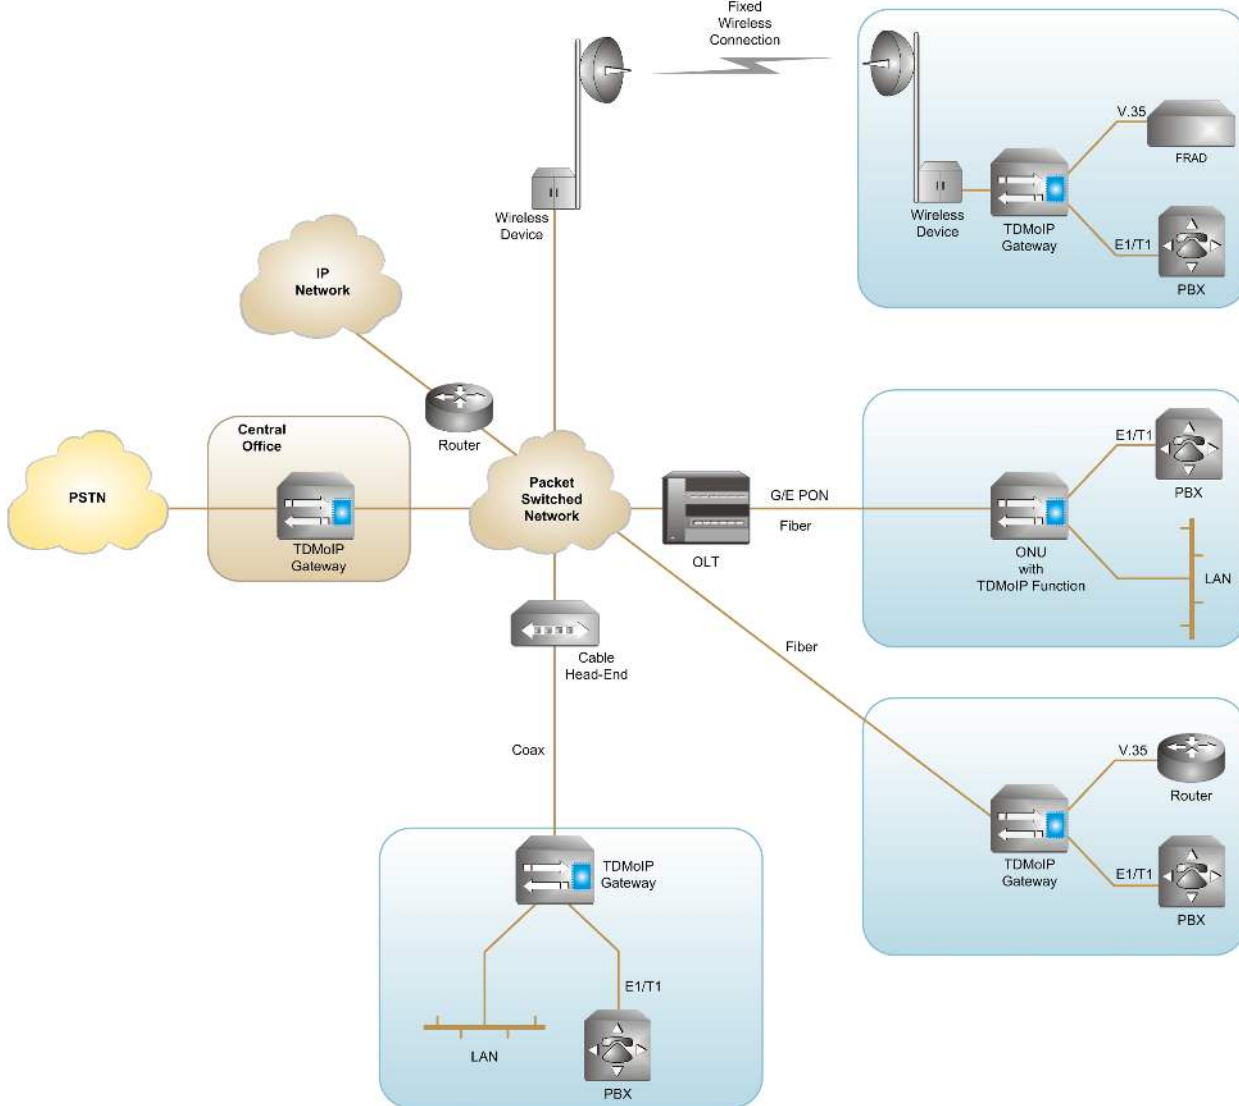 Fixed
Wireless
Connection
V.35
FRAD
Wireless
Device
Wireless
Device
TDMoIP
Gateway
E1/T1
PBX
IP
Network
Router
Central
Office
PSTN
TDMoIP
Gateway
Packet
Switched
Network
OLT
G/E PON
Fiber
E1/T1
PBX
ONU
with
TDMoIP Function
LAN
Cable
Head-End
Fiber
Coax
V.35
Router
TDMoIP
Gateway
E1/T1
PBX
TDMoIP
Gateway
E1/T1
LAN
PBX